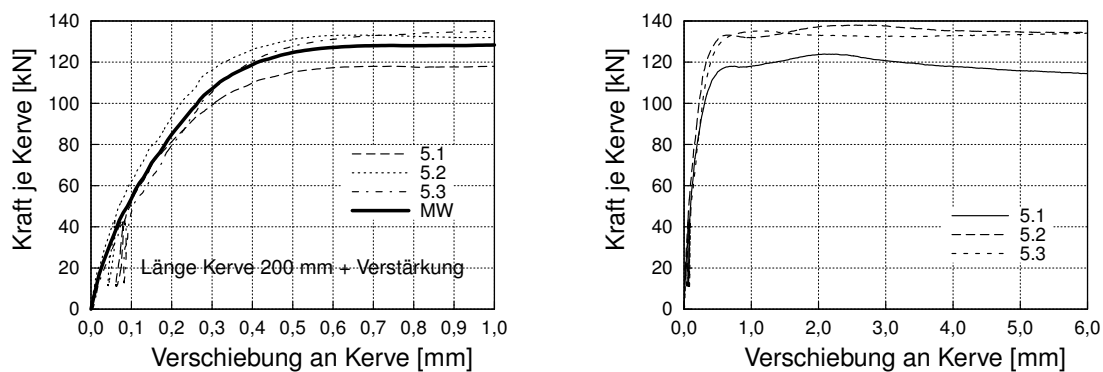 Kraft je Kerve [kN]
140
120
100
80
60
40
20
0
5.1
5.2
5.3
MW
Länge Kerve 200 mm + Verstärkung
0,0 0,1 0,2 0,3 0,4 0,5 0,6 0,7 0,8 0,9 1,0
Verschiebung an Kerve [mm]
Kraft je Kerve [kN]
140
120
100
80
60
40
20
0
5.1
5.2
5.3
0,0 1,0 2,0 3,0 4,0 5,0 6,0
Verschiebung an Kerve [mm]